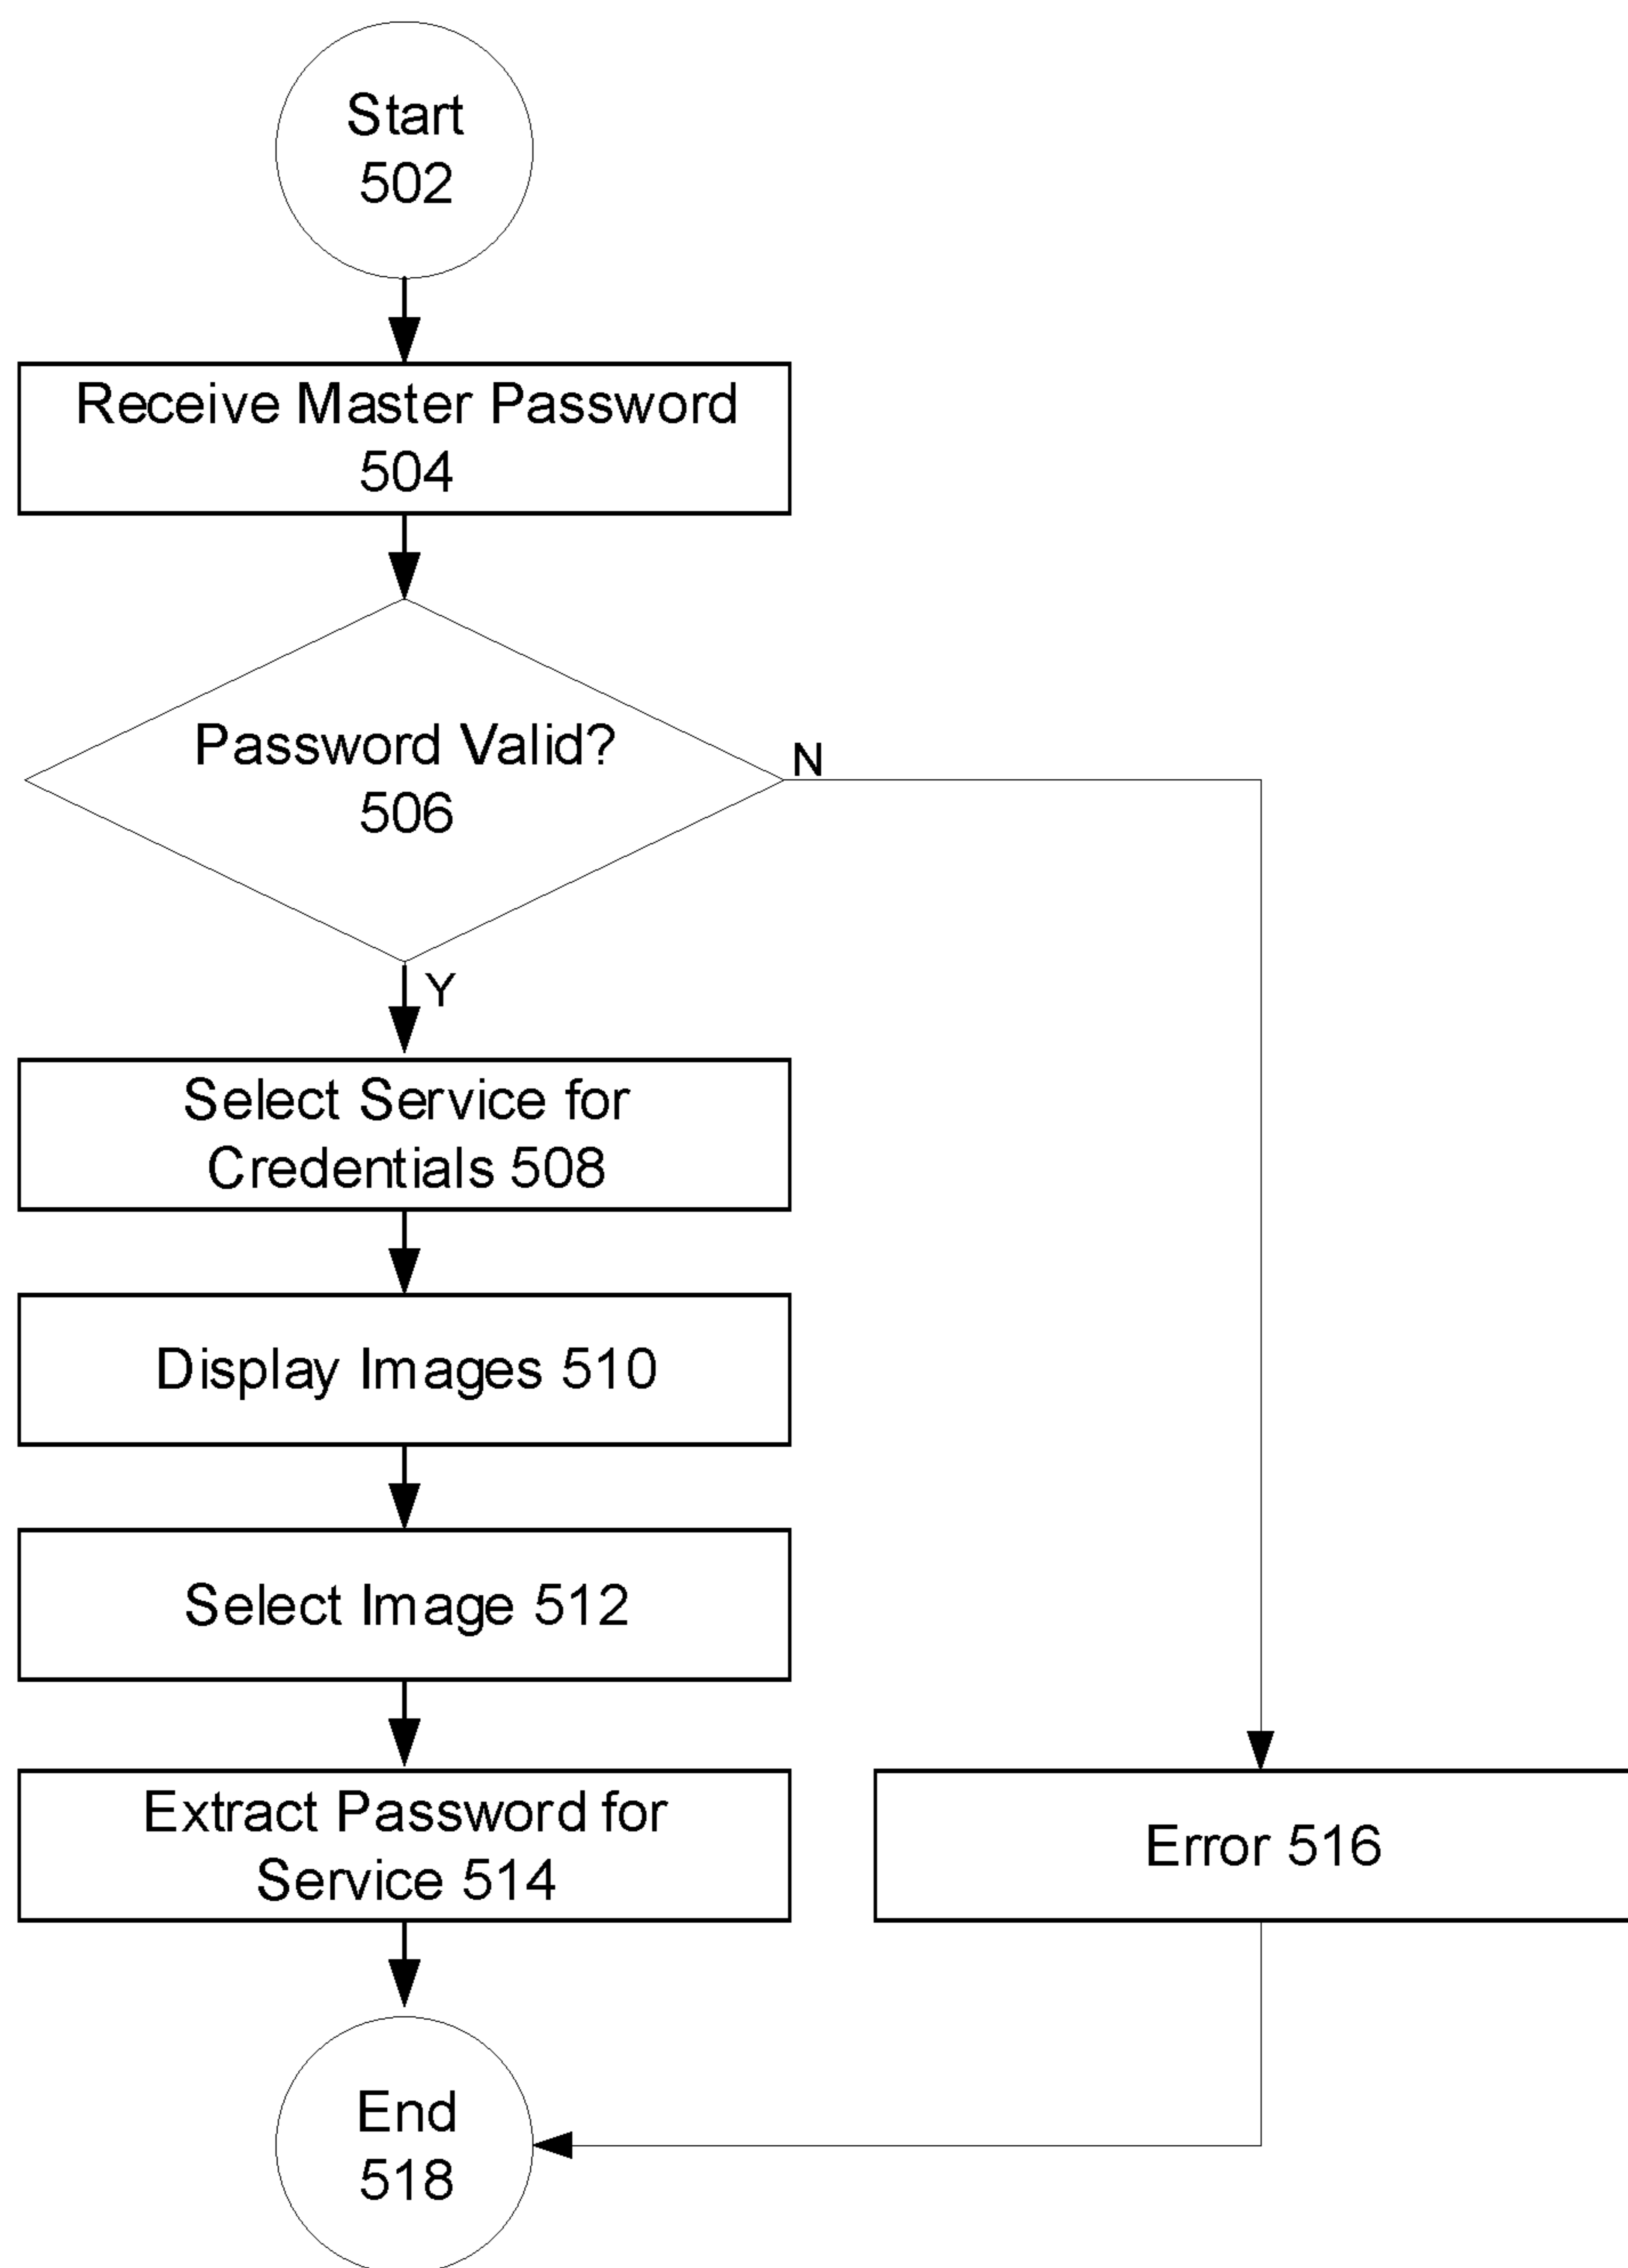 Start
502
Receive Master Password
504
Password Valid?
506
N
Y
Select Service for
Credentials 508
Display Images 510
Select Image 512
Extract Password for
Service 514
Error 516
End
518